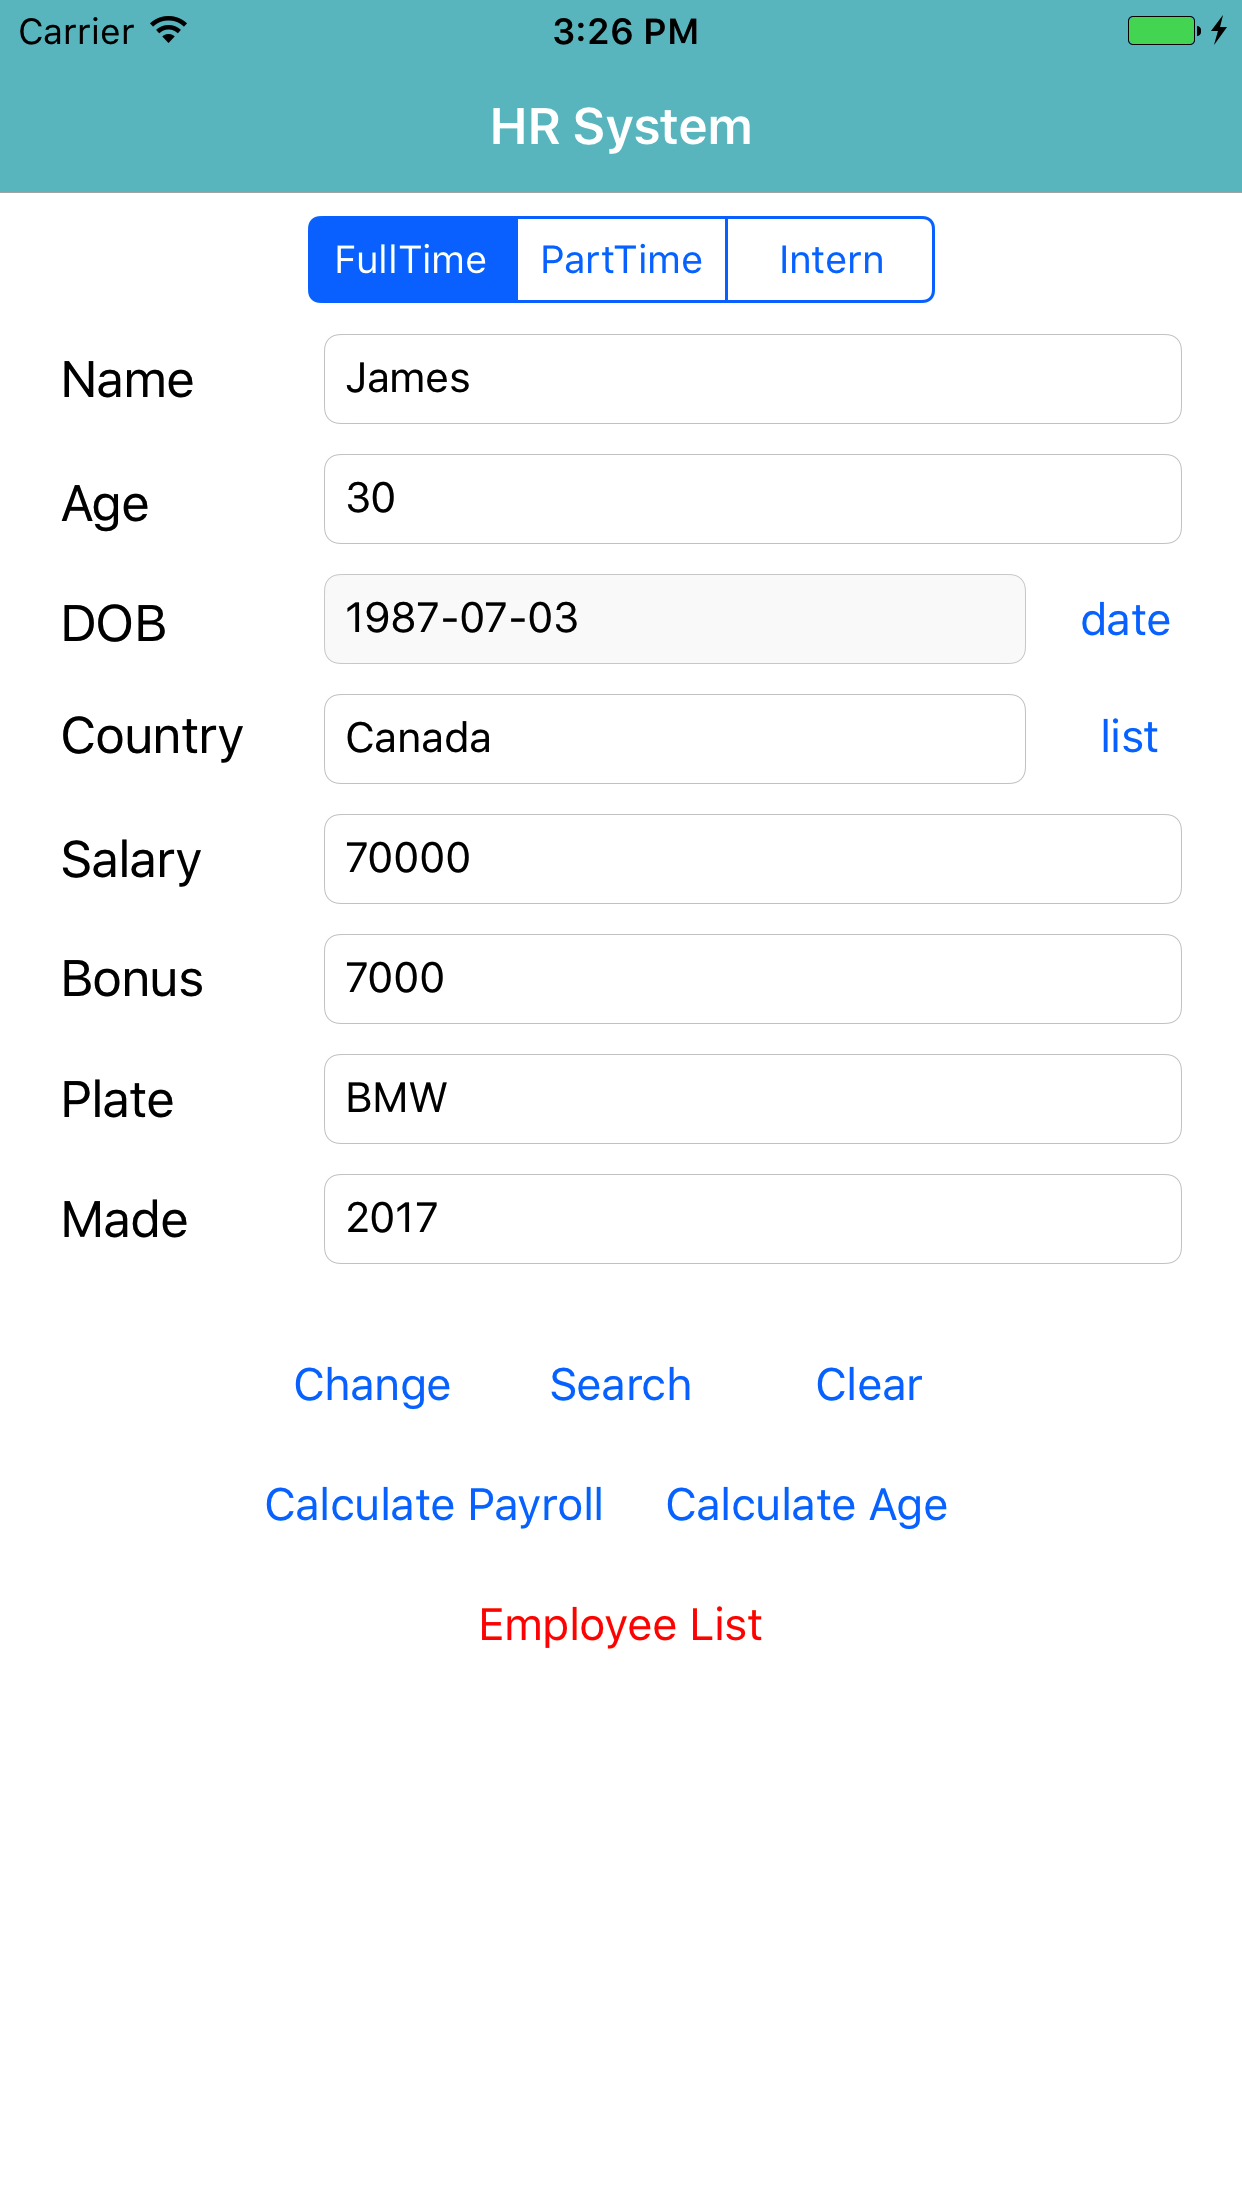 Carrier 3:26 PM
HR System
FullTime PartTime Intern
Name James
Age 30
DOB 1987-07-03 date
Country Canada list
Salary 70000
Bonus 7000
Plate BMW
Made 2017
Change Search Clear
Calculate Payroll Calculate Age
Employee List